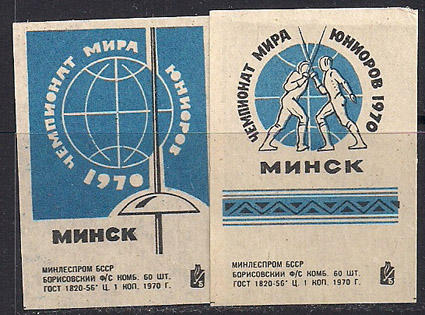 ЧЕМПИОНАТ МИРА ЮНИОРОВ
1970
МИНСК
МИНЛЕСПРОМ БССР
БОРИСОВСКИЙ Ф/С КОМБ. 60 ШТ.
ГОСТ 1820-56* Ц. 1 КОП. 1970 Г.
ЧЕМПИОНАТ МИРА ЮНИОРОВ 1970
МИНСК
МИНЛЕСПРОМ БССР
БОРИСОВСКИЙ Ф/С КОМБ. 60 ШТ.
ГОСТ 1820-56* Ц. 1 КОП. 1970 Г.